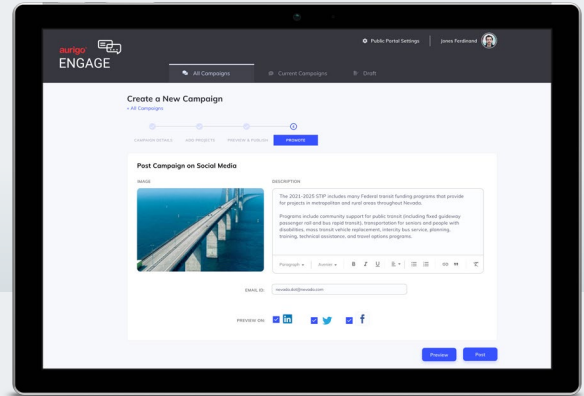 aurigo
ENGAGE
Public Portal Settings
Janes Ferdinand
All Campaigns
Current Campaigns
Draft
Create a New Campaign
< All Campaigns
CAMPAIGN DETAILS
ADD PROJECTS
PREVIEW & PUBLISH
PROMOTE
Post Campaign on Social Media
IMAGE
DESCRIPTION
The 2021-2025 STIP includes many Federal transit funding programs that provide
for projects in metropolitan and rural areas throughout Nevada.
Programs include community support for public transit (including fixed guideway
passenger rail and bus rapid transit), transportation for seniors and people with
disabilities, mass transit vehicle replacement, intercity bus service, planning,
training, technical assistance, and travel options programs.
Paragraph
B I U
EMAIL ID:
PREVIEW ON:
in
f
Preview
Post